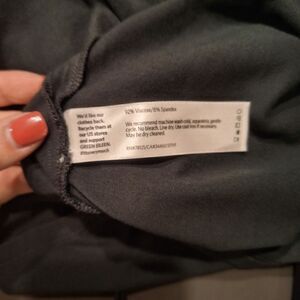 We'd like our
clothes back.
Recycle them at
our US stores
and support
GREEN EILEEN.
92% Viscose/8% Spandex
We recommend machine wash cold, separately, gentle
cycle. No bleach. Line dry. Use cool iron if necessary.
May be dry cleaned.